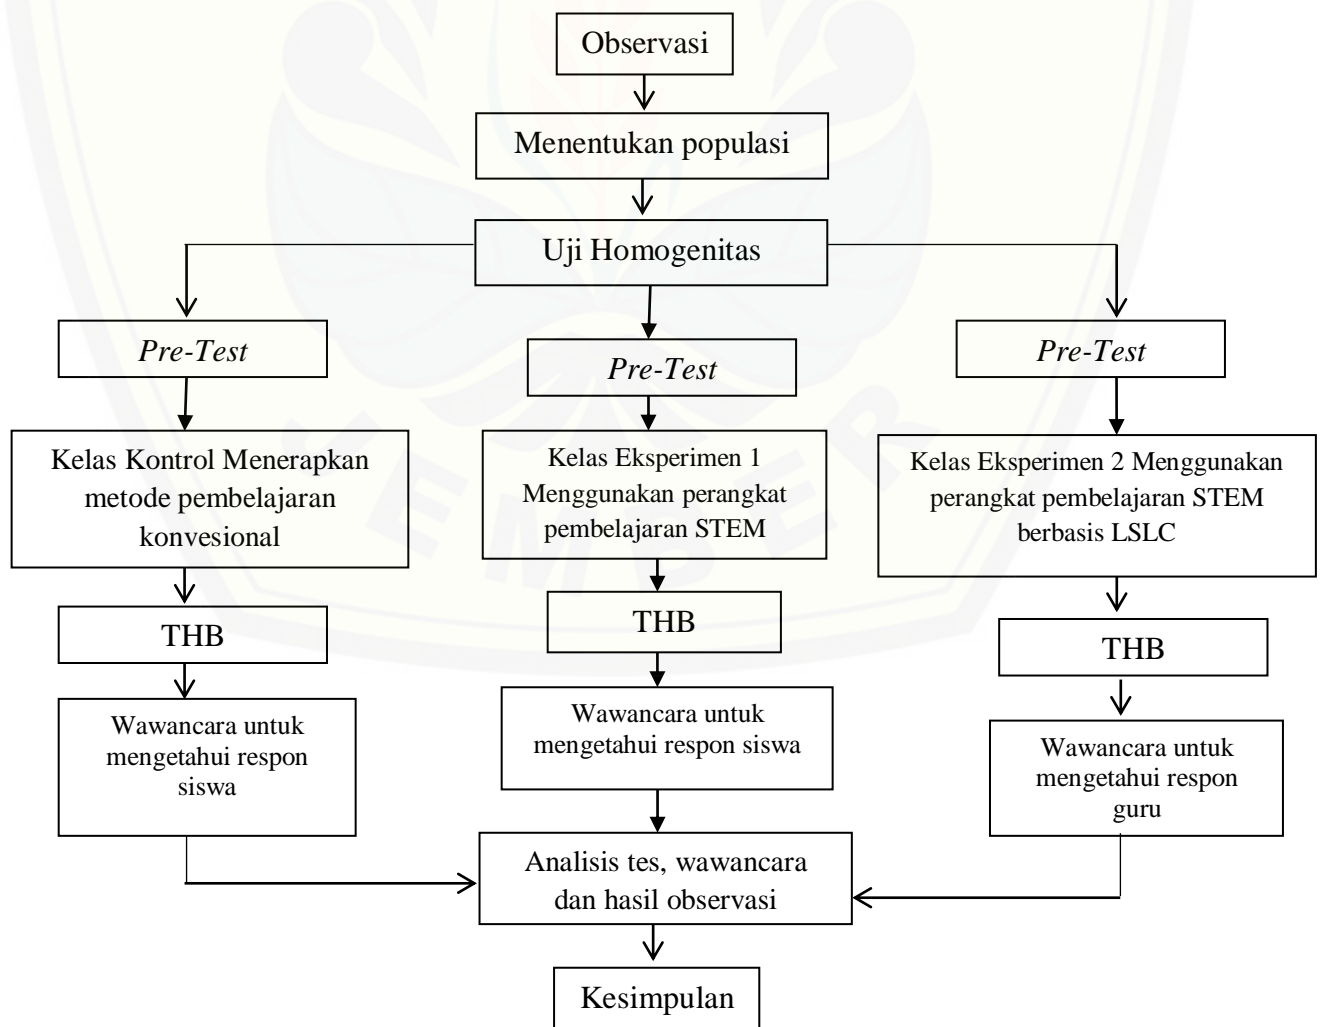 Observasi
Menentukan populasi
Uji Homogenitas
Pre-Test
Pre-Test
Pre-Test
Kelas Kontrol Menerapkan
metode pembelajaran
konvesional
Kelas Eksperimen 1
Menggunakan perangkat
pembelajaran STEM
Kelas Eksperimen 2 Menggunakan
perangkat pembelajaran STEM
berbasis LSLC
THB
THB
THB
Wawancara untuk
mengetahui respon
siswa
Wawancara untuk
mengetahui respon siswa
Wawancara untuk
mengetahui respon
guru
Analisis tes, wawancara
dan hasil observasi
Kesimpulan
JEMBER